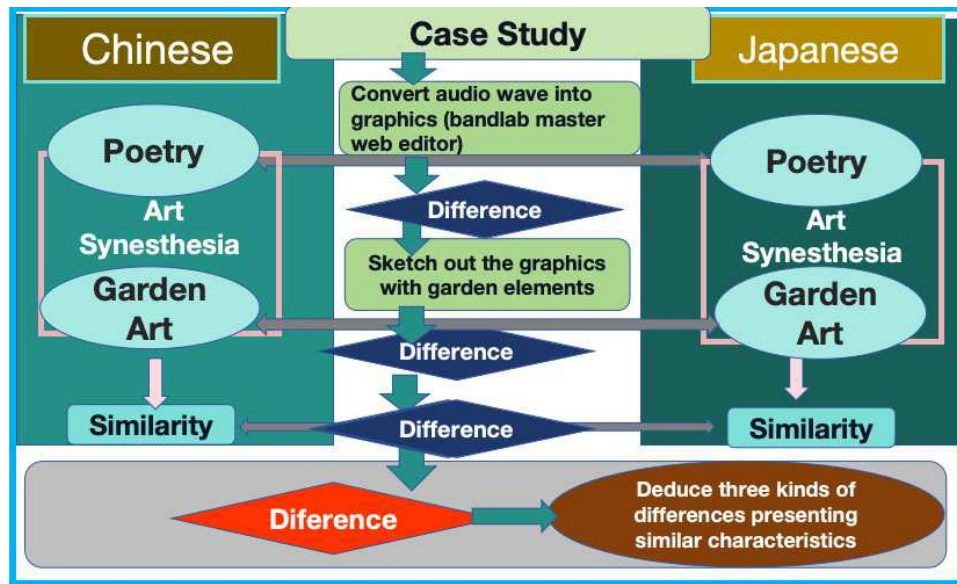 Case Study
Chinese
Japanese
Convert audio wave into
graphics (bandlab master
web editor)
Poetry
Poetry
Difference
Art
Synesthesia
Art
Synesthesia
Sketch out the graphics
with garden elements
Garden
Art
Garden
Art
Difference
Similarity
Difference
Similarity
Diference
Deduce three kinds of
differences presenting
similar characteristics